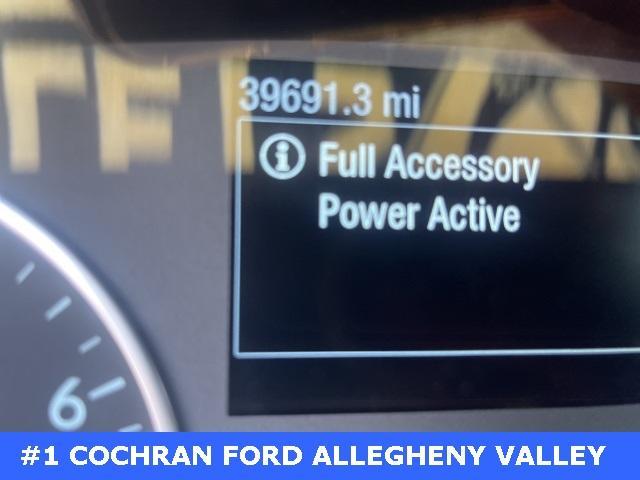 39691.3 mi
Full Accessory
Power Active
6
#1 COCHRAN FORD ALLEGHENY VALLEY